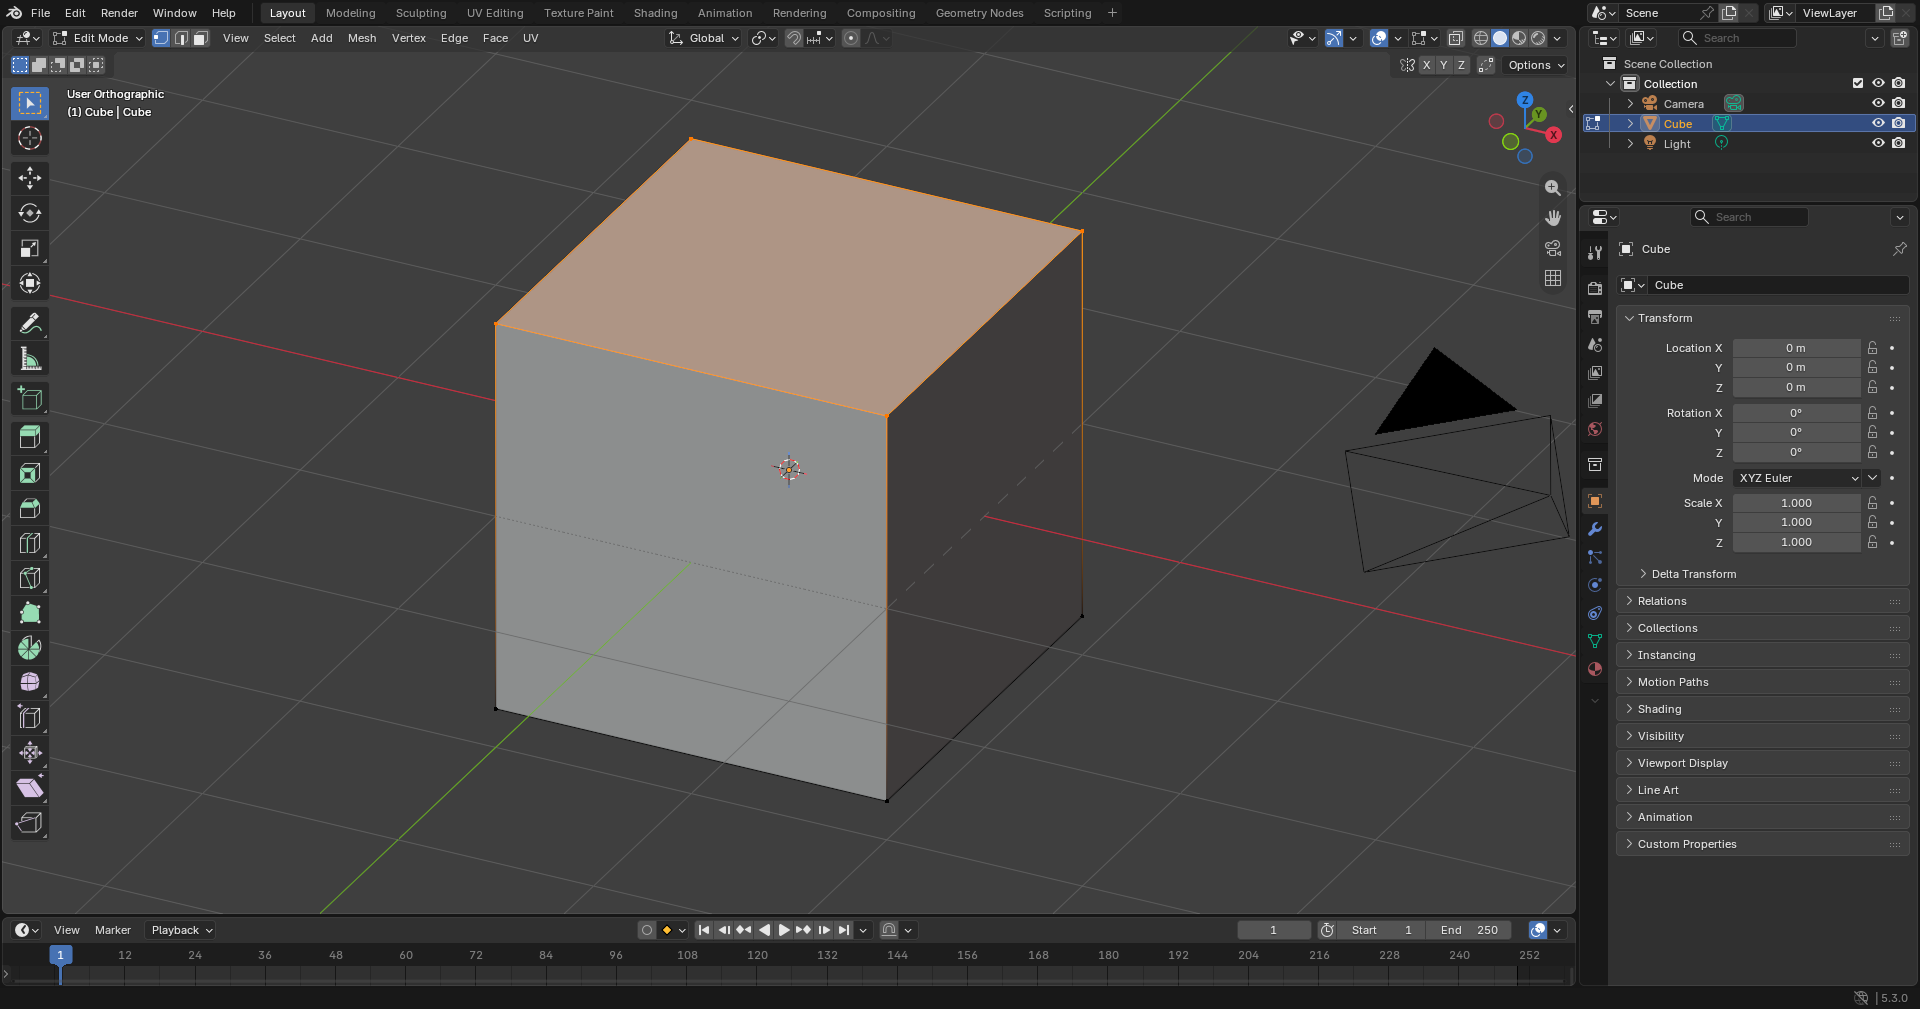 File Edit Render Window Help Layout Modeling Sculpting UV Editing Texture Paint Shading Animation Rendering Compositing Geometry Nodes Scripting + Scene ViewLayer
Edit Mode View Select Add Mesh Vertex Edge Face UV Global Search
X Y Z Options
User Orthographic
(1) Cube | Cube
Z
Y
X
Scene Collection
Collection
Camera
Cube
Light
Search
Cube
Cube
Transform
Location X 0 m
Y 0 m
Z 0 m
Rotation X 0°
Y 0°
Z 0°
Mode XYZ Euler
Scale X 1.000
Y 1.000
Z 1.000
Delta Transform
Relations
Collections
Instancing
Motion Paths
Shading
Visibility
Viewport Display
Line Art
Animation
Custom Properties
View Marker Playback 1 Start 1 End 250
1 12 24 36 48 60 72 84 96 108 120 132 144 156 168 180 192 204 216 228 240 252
5.3.0